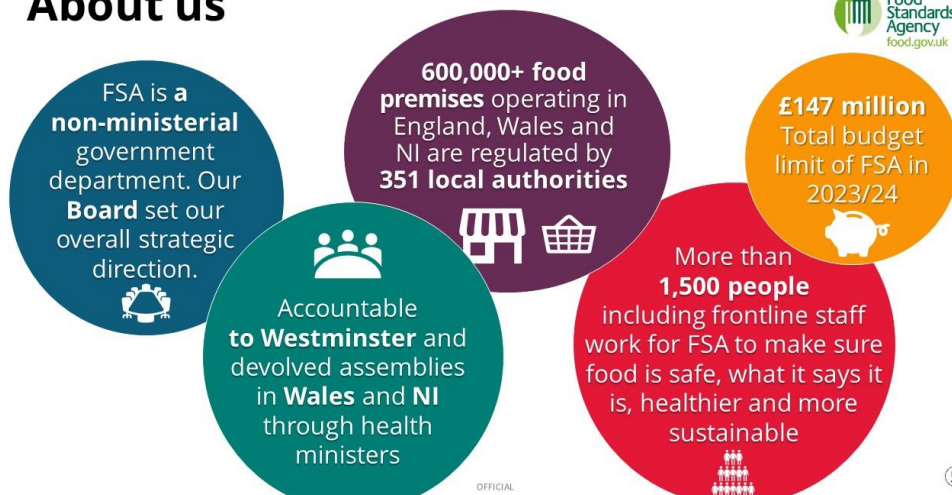 About us
Food
Standards
Agency
food.gov.uk
FSA is a
non-ministerial
government
department. Our
Board set our
overall strategic
direction.
600,000+ food
premises operating in
England, Wales and
NI are regulated by
351 local authorities
£147 million
Total budget
limit of FSA in
2023/24
Accountable
to Westminster and
devolved assemblies
in Wales and NI
through health
ministers
More than
1,500 people
including frontline staff
work for FSA to make sure
food is safe, what it says it
is, healthier and more
sustainable
OFFICIAL